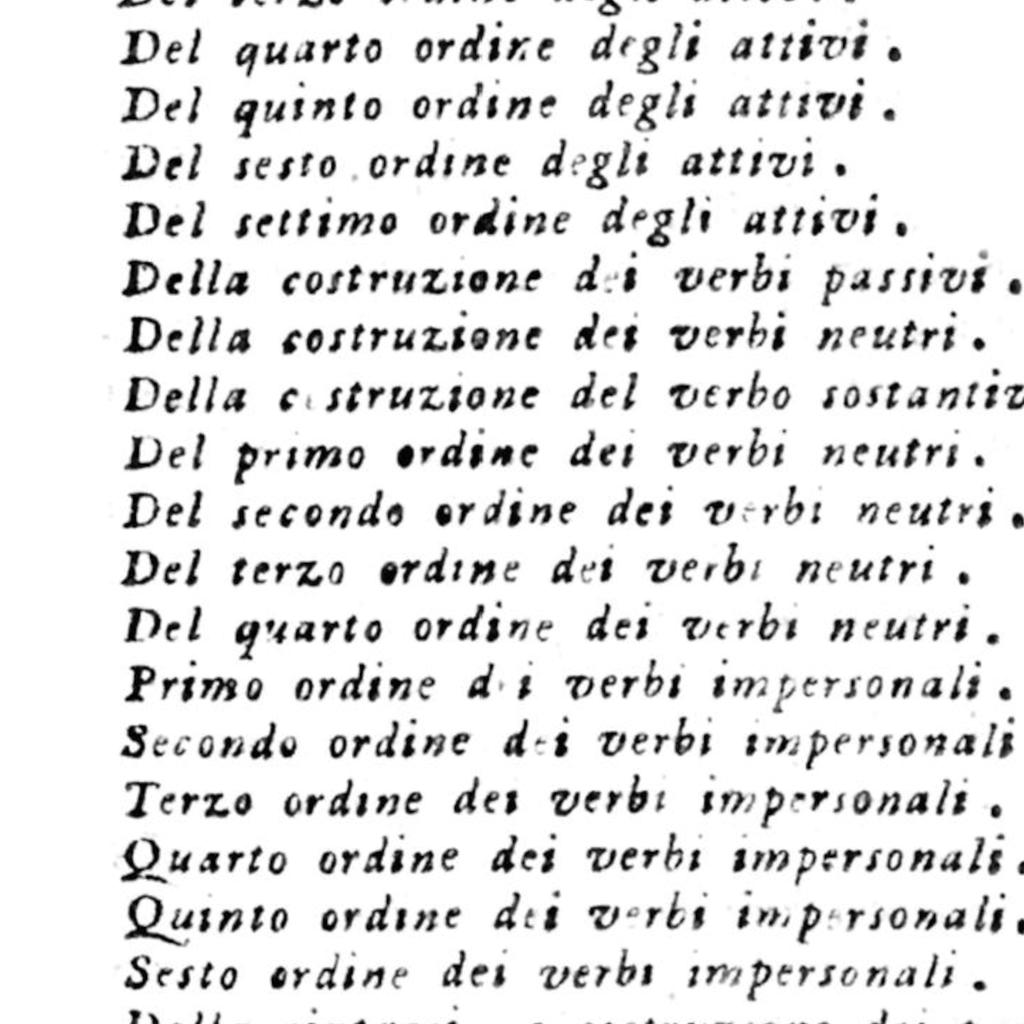 Del quarto ordine degli attivi .
Del quinto ordine degli attivi .
Del sesto ordine degli attivi .
Del settimo ordine degli attivi .
Della costruzione dei verbi passivi .
Della costruzione dei verbi neutri .
Della costruzione del verbo
Del primo ordine dei verbi neutri .
Del secondo ordine dei verbi neutri .
Del terzo ordine dei verbi neutri .
Del quarto ordine dei verbi neutri .
Primo ordine dei verbi impersonali .
Secondo ordine dei verbi impersonali
Terzo ordine dei verbi impersonali .
Quarto ordine dei verbi impersonali .
Quinto ordine dei verbi impersonali .
Sesto ordine dei verbi impersonali .